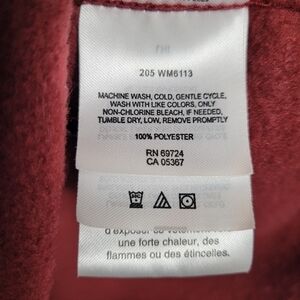 205 WM6113
MACHINE WASH, COLD, GENTLE CYCLE,
WASH WITH LIKE COLORS, ONLY
NON-CHLORINE BLEACH, IF NEEDED,
TUMBLE DRY, LOW, REMOVE PROMPTLY
100% POLYESTER
RN 69724
CA 05367
d'exposer ce vêtement
une forte chaleur, des
flammes ou des étincelles.